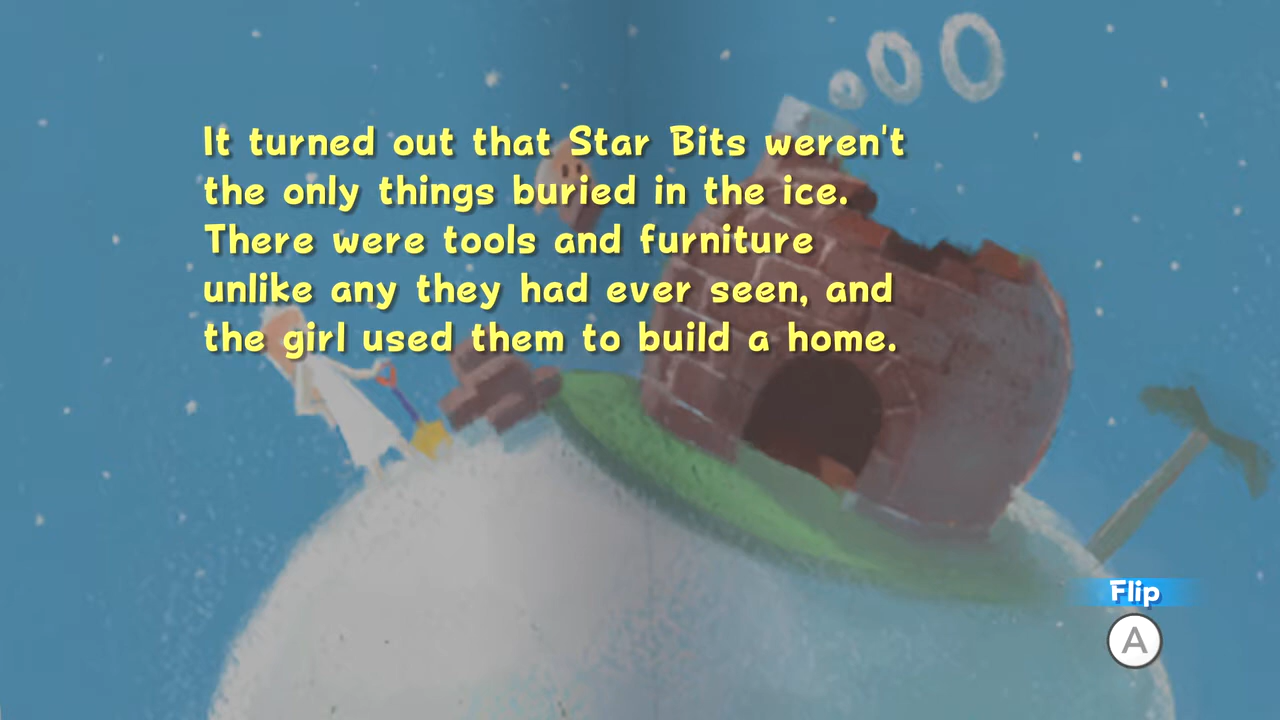 It turned out that Star Bits weren't
the only things buried in the ice.
There were tools and furniture
unlike any they had ever seen, and
the girl used them to build a home.
Flip
A